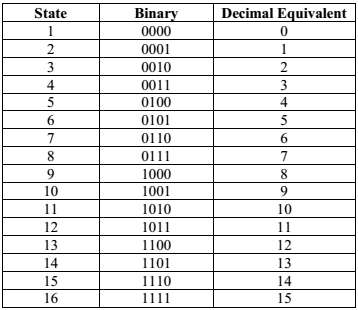 State Binary Decimal Equivalent
1 0000 0
2 0001 1
3 0010 2
4 0011 3
5 0100 4
6 0101 5
7 0110 6
8 0111 7
9 1000 8
10 1001 9
11 1010 10
12 1011 11
13 1100 12
14 1101 13
15 1110 14
16 1111 15